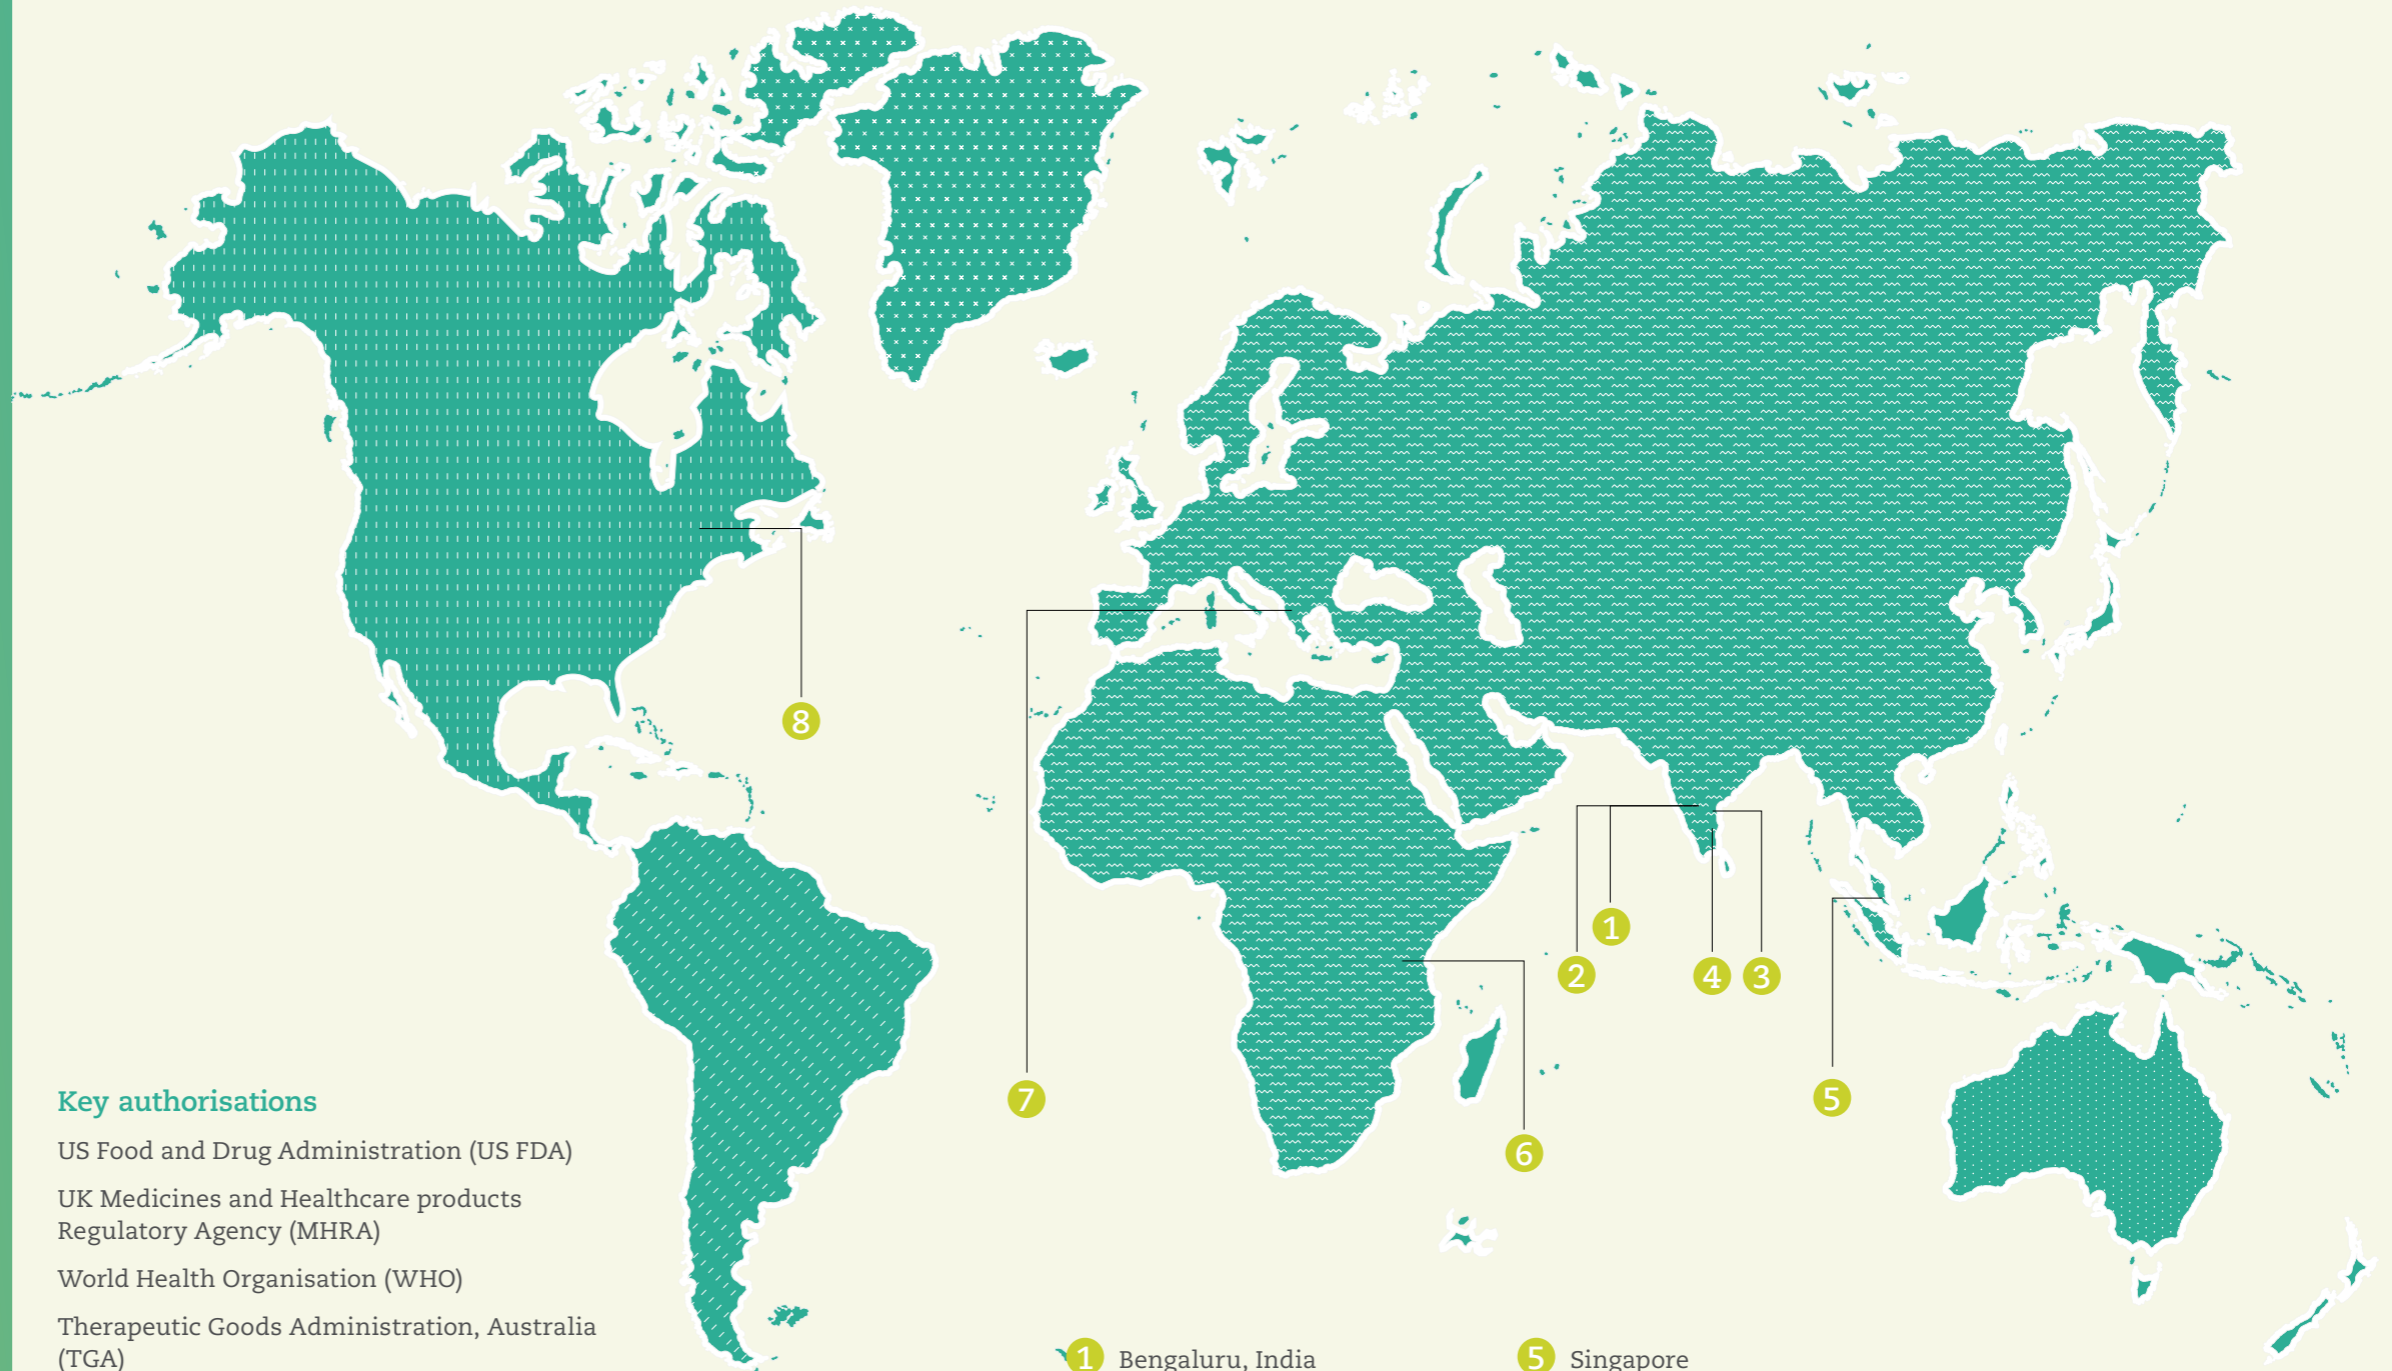 8
1
2
4
3
5
7
6
Key authorisations
US Food and Drug Administration (US FDA)
UK Medicines and Healthcare products
Regulatory Agency (MHRA)
World Health Organisation (WHO)
Therapeutic Goods Administration, Australia
(TGA)
1 Bengaluru, India
5 Singapore